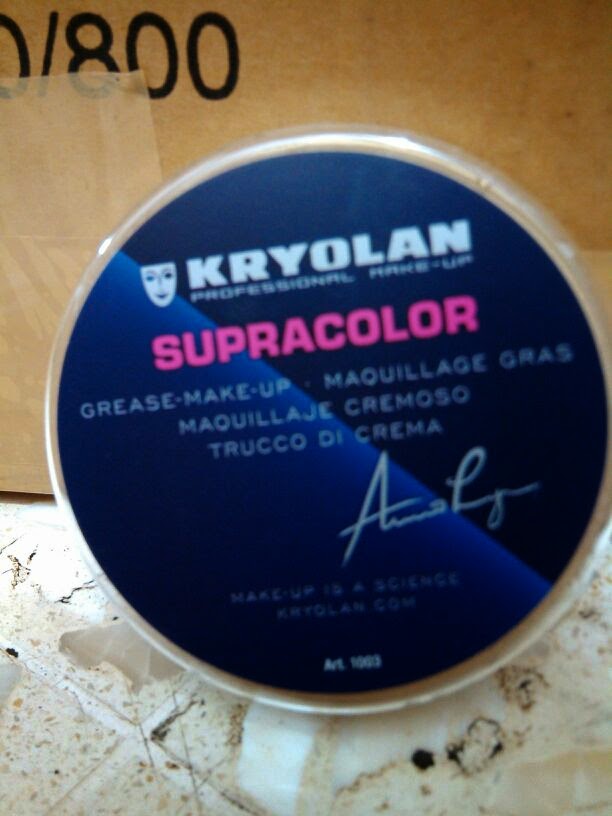 0/800
KRYOLAN
PROFESSIONAL MAKE-UP
SUPRACOLOR
GREASE-MAKE-UP · MAQUILLAGE GRAS
MAQUILLAJE CREMOSO
TRUCCO DI CREMA
MAKE-UP IS A SCIENCE
KRYOLAN.COM
Art. 1003